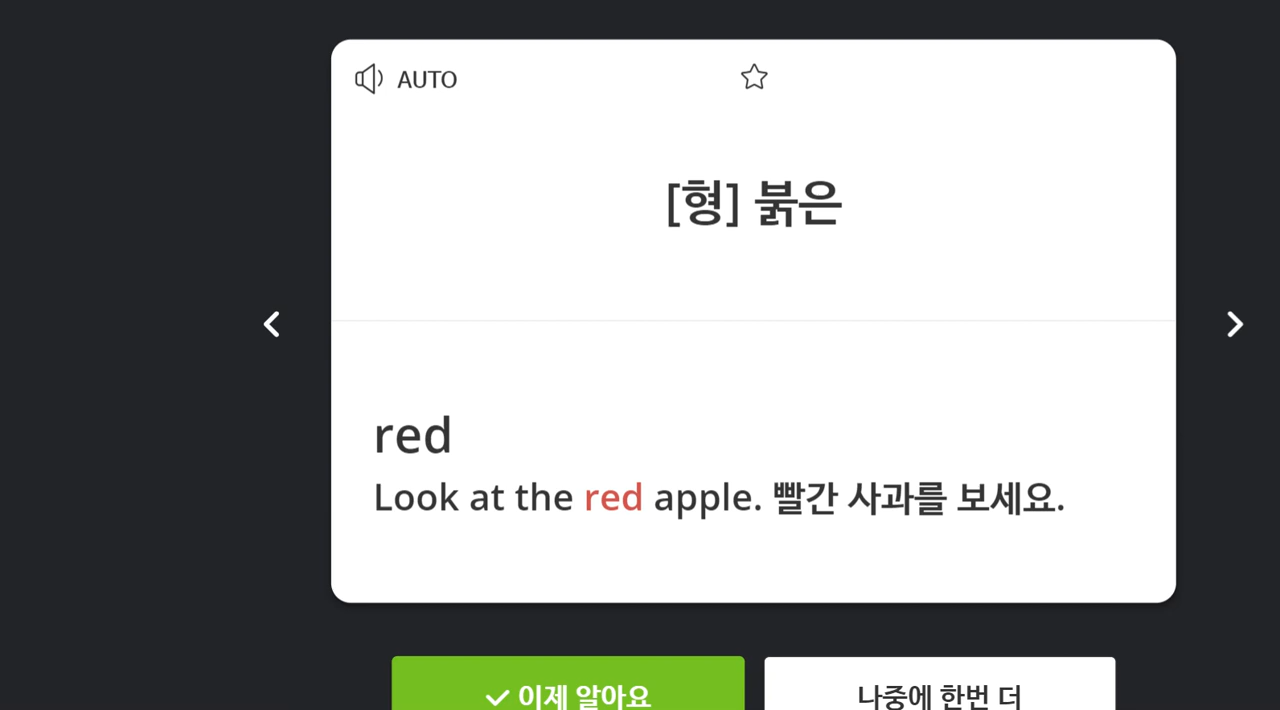 AUTO
[형] 붉은
red
Look at the red apple. 빨간 사과를 보세요.
이제 알아요
나중에 한번 더